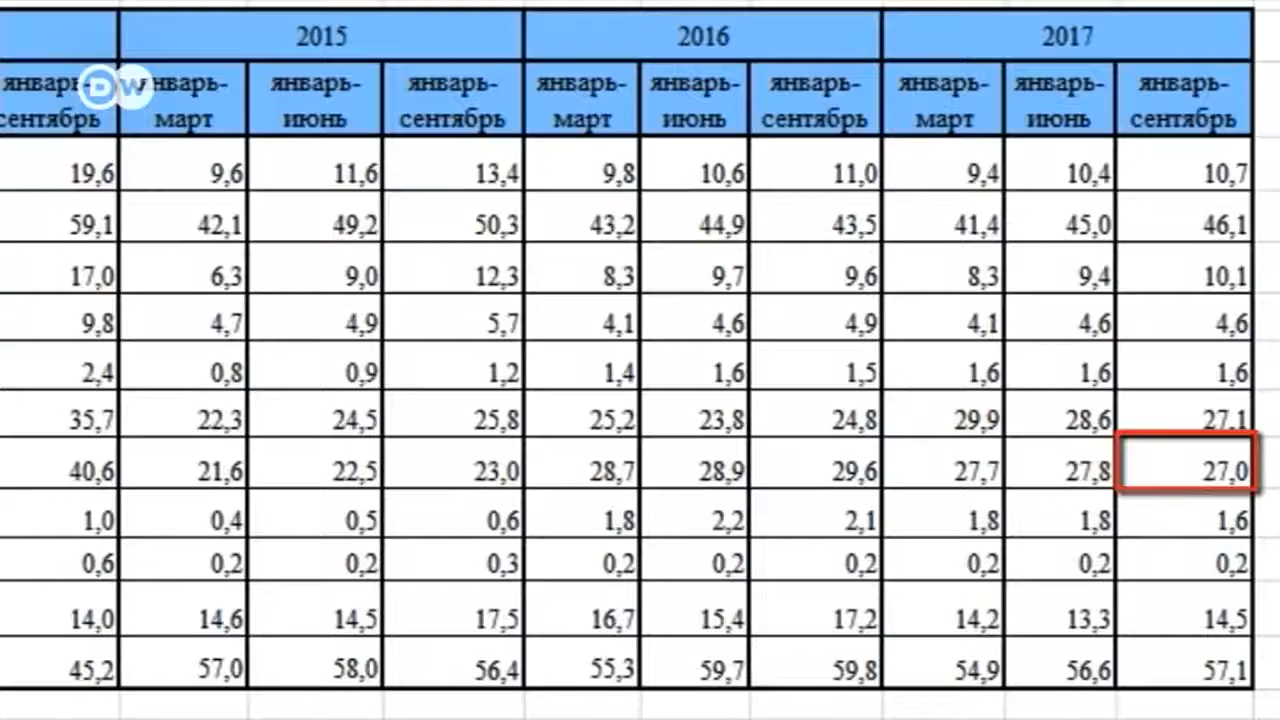 2015 2016 2017
январь- январь- январь- январь- январь- январь- январь- январь- январь- январь-
сентябрь март июнь сентябрь март июнь сентябрь март июнь сентябрь
DW
19,6 9,6 11,6 13,4 9,8 10,6 11,0 9,4 10,4 10,7
59,1 42,1 49,2 50,3 43,2 44,9 43,5 41,4 45,0 46,1
17,0 6,3 9,0 12,3 8,3 9,7 9,6 8,3 9,4 10,1
9,8 4,7 4,9 5,7 4,1 4,6 4,9 4,1 4,6 4,6
2,4 0,8 0,9 1,2 1,4 1,6 1,5 1,6 1,6 1,6
35,7 22,3 24,5 25,8 25,2 23,8 24,8 29,9 28,6 27,1
40,6 21,6 22,5 23,0 28,7 28,9 29,6 27,7 27,8 27,0
1,0 0,4 0,5 0,6 1,8 2,2 2,1 1,8 1,8 1,6
0,6 0,2 0,2 0,3 0,2 0,2 0,2 0,2 0,2 0,2
14,0 14,6 14,5 17,5 16,7 15,4 17,2 14,2 13,3 14,5
45,2 57,0 58,0 56,4 55,3 59,7 59,8 54,9 56,6 57,1